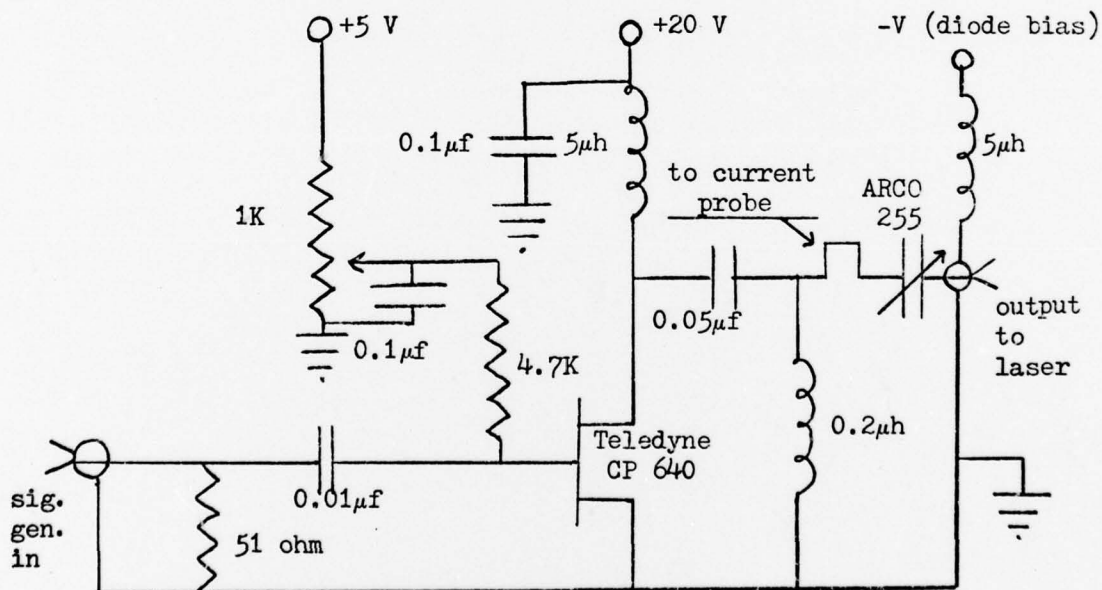 +5 V
+20 V
-V (diode bias)
0.1μf
5μh
5μh
to current
probe
ARCO
255
1K
0.05μf
output
to
laser
0.1μf
4.7K
0.2μh
Teledyne
CP 640
0.01μf
sig.
gen.
in
51 ohm